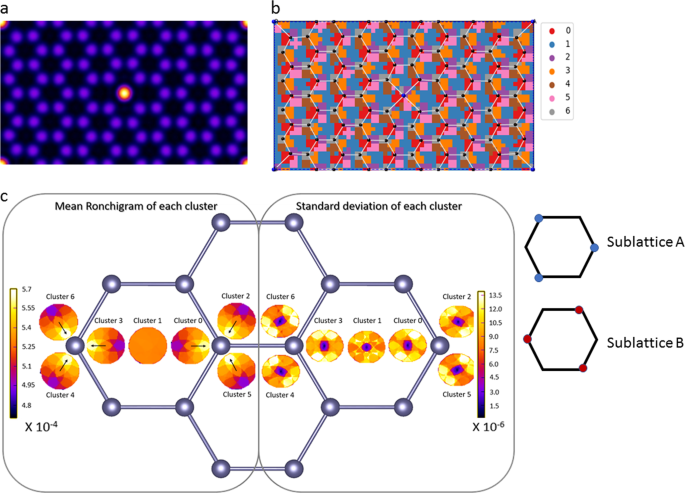 a
b
0
1
2
3
4
5
6
c
Mean Ronchigram of each cluster
Standard deviation of each cluster
Sublattice A
Sublattice B
5.7
5.4
5.25
5.1
4.95
4.8
X 10-4
Cluster 6
Cluster 3
Cluster 1
Cluster 0
Cluster 2
Cluster 4
Cluster 5
Cluster 6
Cluster 3
Cluster 1
Cluster 0
Cluster 2
Cluster 4
Cluster 5
13.5
12.0
10.5
9.0
7.5
6.0
4.5
3.0
1.5
X 10-6